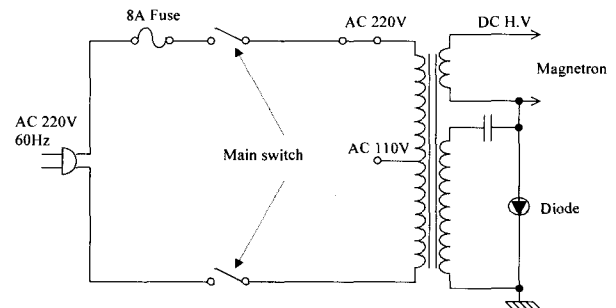 8A Fuse
AC 220V
DC H.V
Magnetron
AC 220V
60Hz
Main switch
AC 110V
Diode